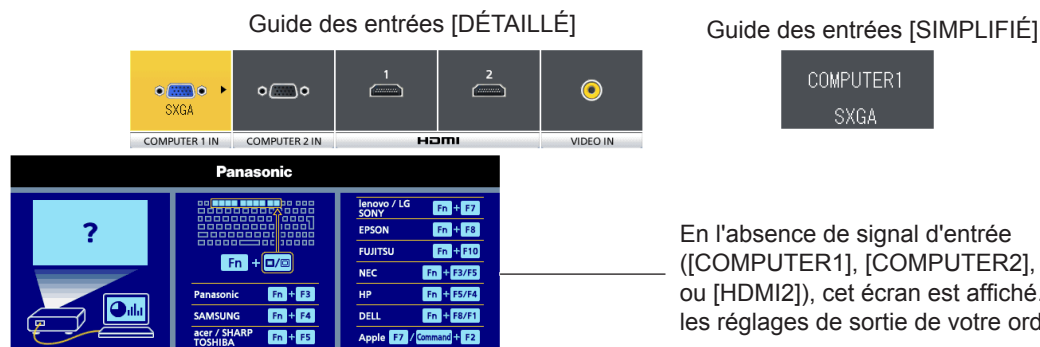 Guide des entrées [DÉTAILLÉ]
Guide des entrées [SIMPLIFIÉ]
SXGA
1
2
COMPUTER 1 IN
COMPUTER 2 IN
HDMI
VIDEO IN
COMPUTER1
SXGA
Panasonic
?
Fn + □/回
Panasonic Fn + F3
SAMSUNG Fn + F4
acer / SHARP
TOSHIBA Fn + F5
lenovo / LG
SONY Fn + F7
EPSON Fn + F8
FUJITSU Fn + F10
NEC Fn + F3/F5
HP Fn + F5/F4
DELL Fn + F8/F1
Apple F7 / Command + F2
En l'absence de signal d'entrée
([COMPUTER1], [COMPUTER2],
ou [HDMI2]), cet écran est affiché.
les réglages de sortie de votre ord